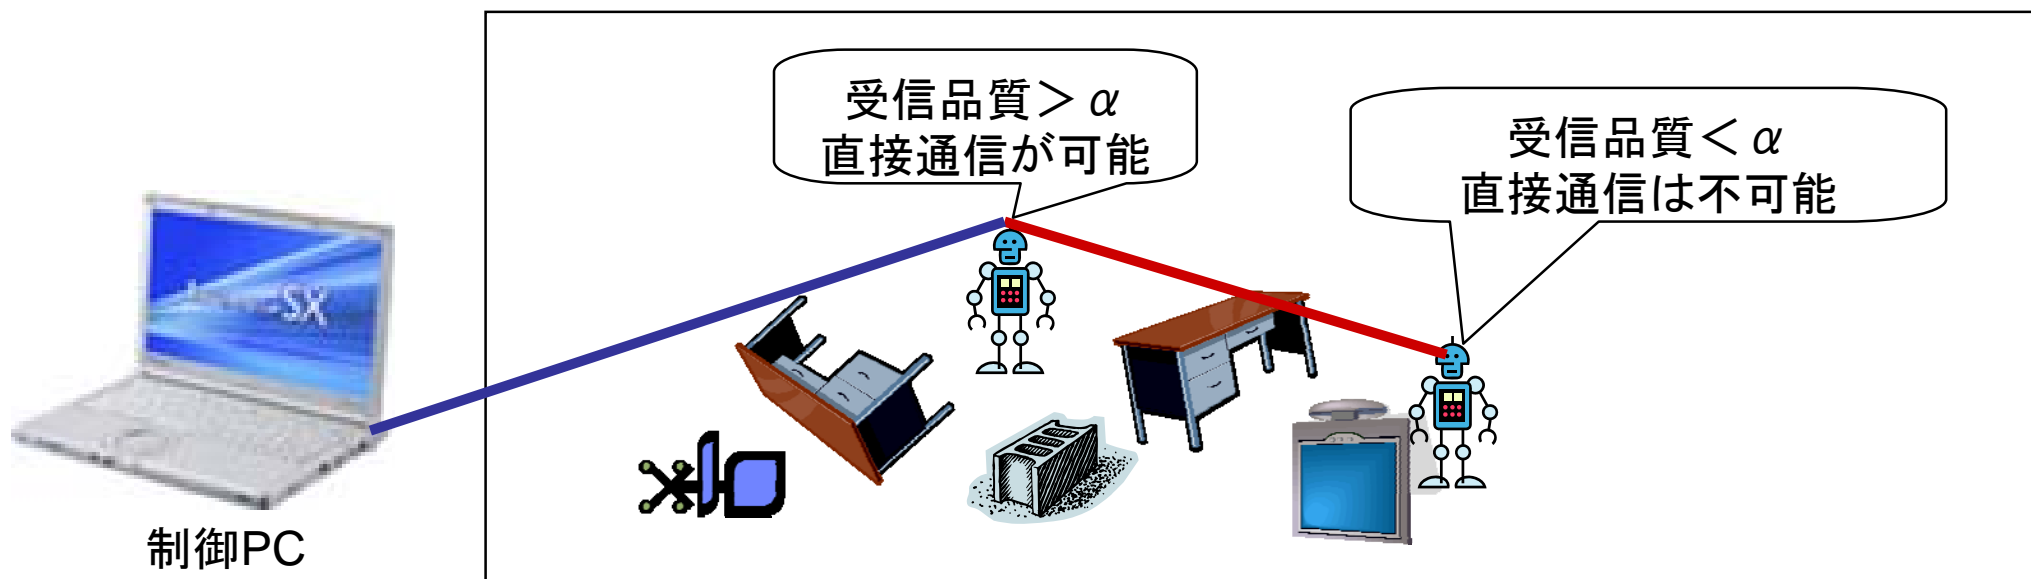 受信品質＞α
直接通信が可能
受信品質＜α
直接通信は不可能
制御PC